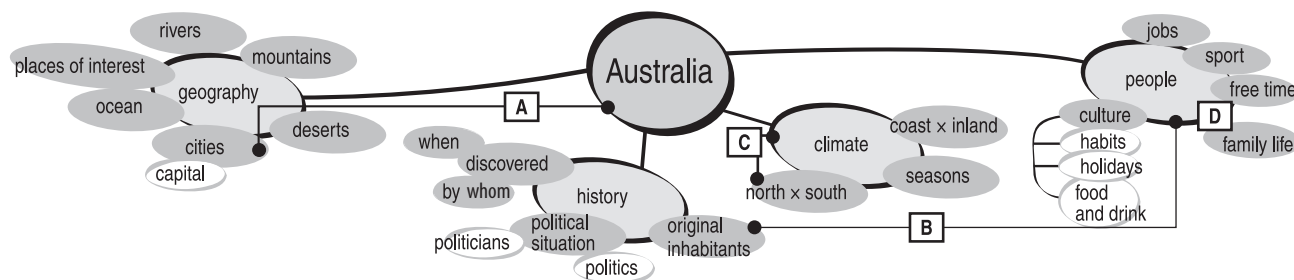 rivers
mountains
places of interest
geography
ocean
deserts
cities
capital
A
Australia
when
discovered
by whom
history
political
situation
politicians
politics
original
inhabitants
B
C
climate
coast × inland
seasons
north × south
jobs
sport
people
free time
D
culture
family life
habits
holidays
food
and drink